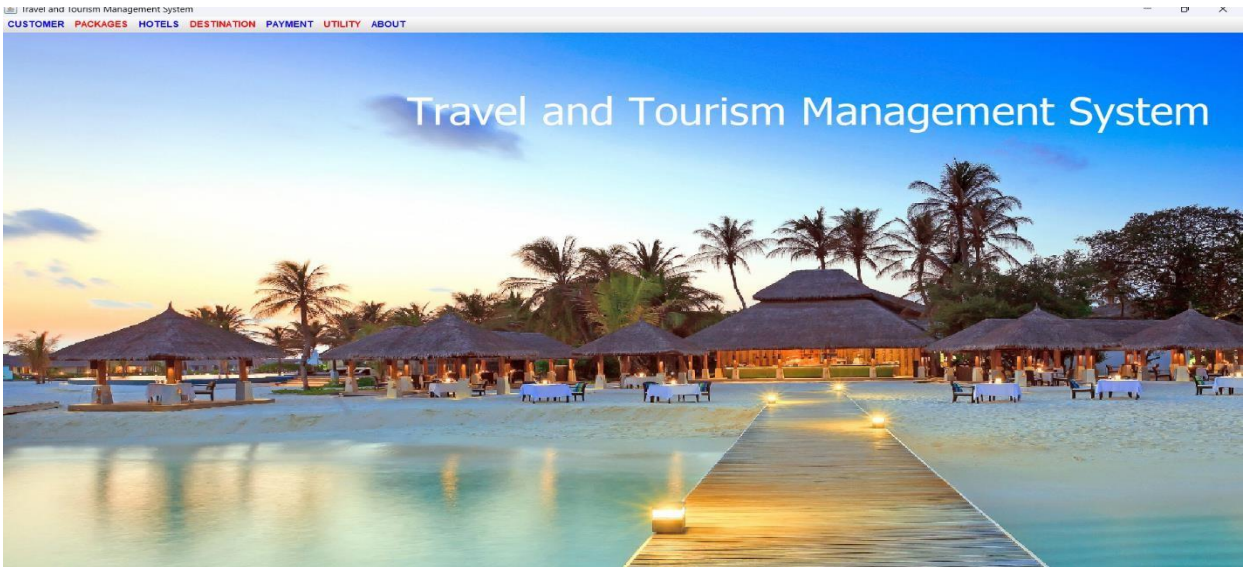 Travel and Tourism Management System
CUSTOMER PACKAGES HOTELS DESTINATION PAYMENT UTILITY ABOUT
Travel and Tourism Management System